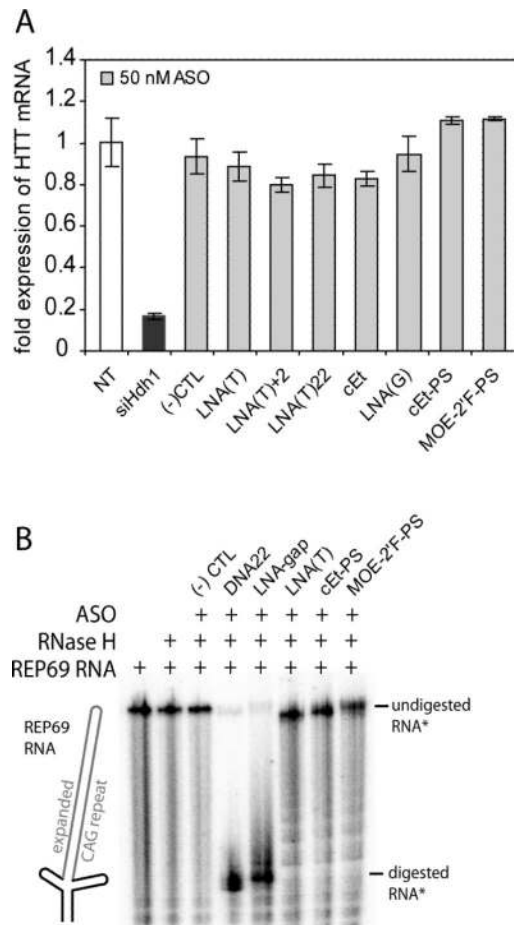 A
fold expression of HTT mRNA
1.4
1.2
1
0.8
0.6
0.4
0.2
0
50 nM ASO
NT
siHdh1
(-)CTL
LNA(T)
LNA(T)+2
LNA(T)22
cEt
LNA(G)
cEt-PS
MOE-2'F-PS
B
(-) CTL
DNA22
LNA-gap
LNA(T)
cEt-PS
MOE-2'F-PS
ASO + + + + + +
RNase H + + + + + + +
REP69 RNA + + + + + + + +
REP69
RNA
expanded
CAG repeat
undigested
RNA*
digested
RNA*